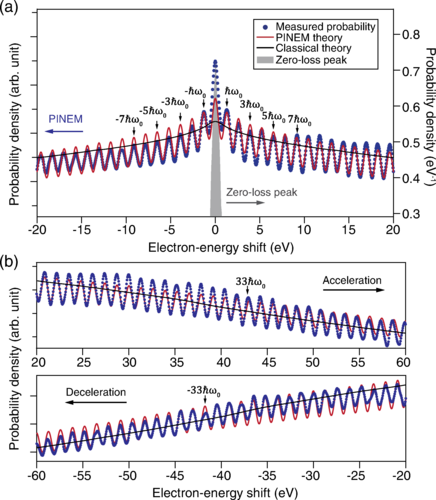 (a)
Measured probability
PINEM theory
Classical theory
Zero-loss peak
-7ħω0
-5ħω0
-3ħω0
-ħω0
ħω0
3ħω0
5ħω0
7ħω0
PINEM
Zero-loss peak
Probability density (arb. unit)
Probability density (eV-1)
0.8
0.7
0.6
0.5
0.4
0.3
-20 -15 -10 -5 0 5 10 15 20
Electron-energy shift (eV)
(b)
33ħω0
Acceleration
20 25 30 35 40 45 50 55 60
Probability density (arb. unit)
Deceleration
-33ħω0
-60 -55 -50 -45 -40 -35 -30 -25 -20
Electron-energy shift (eV)